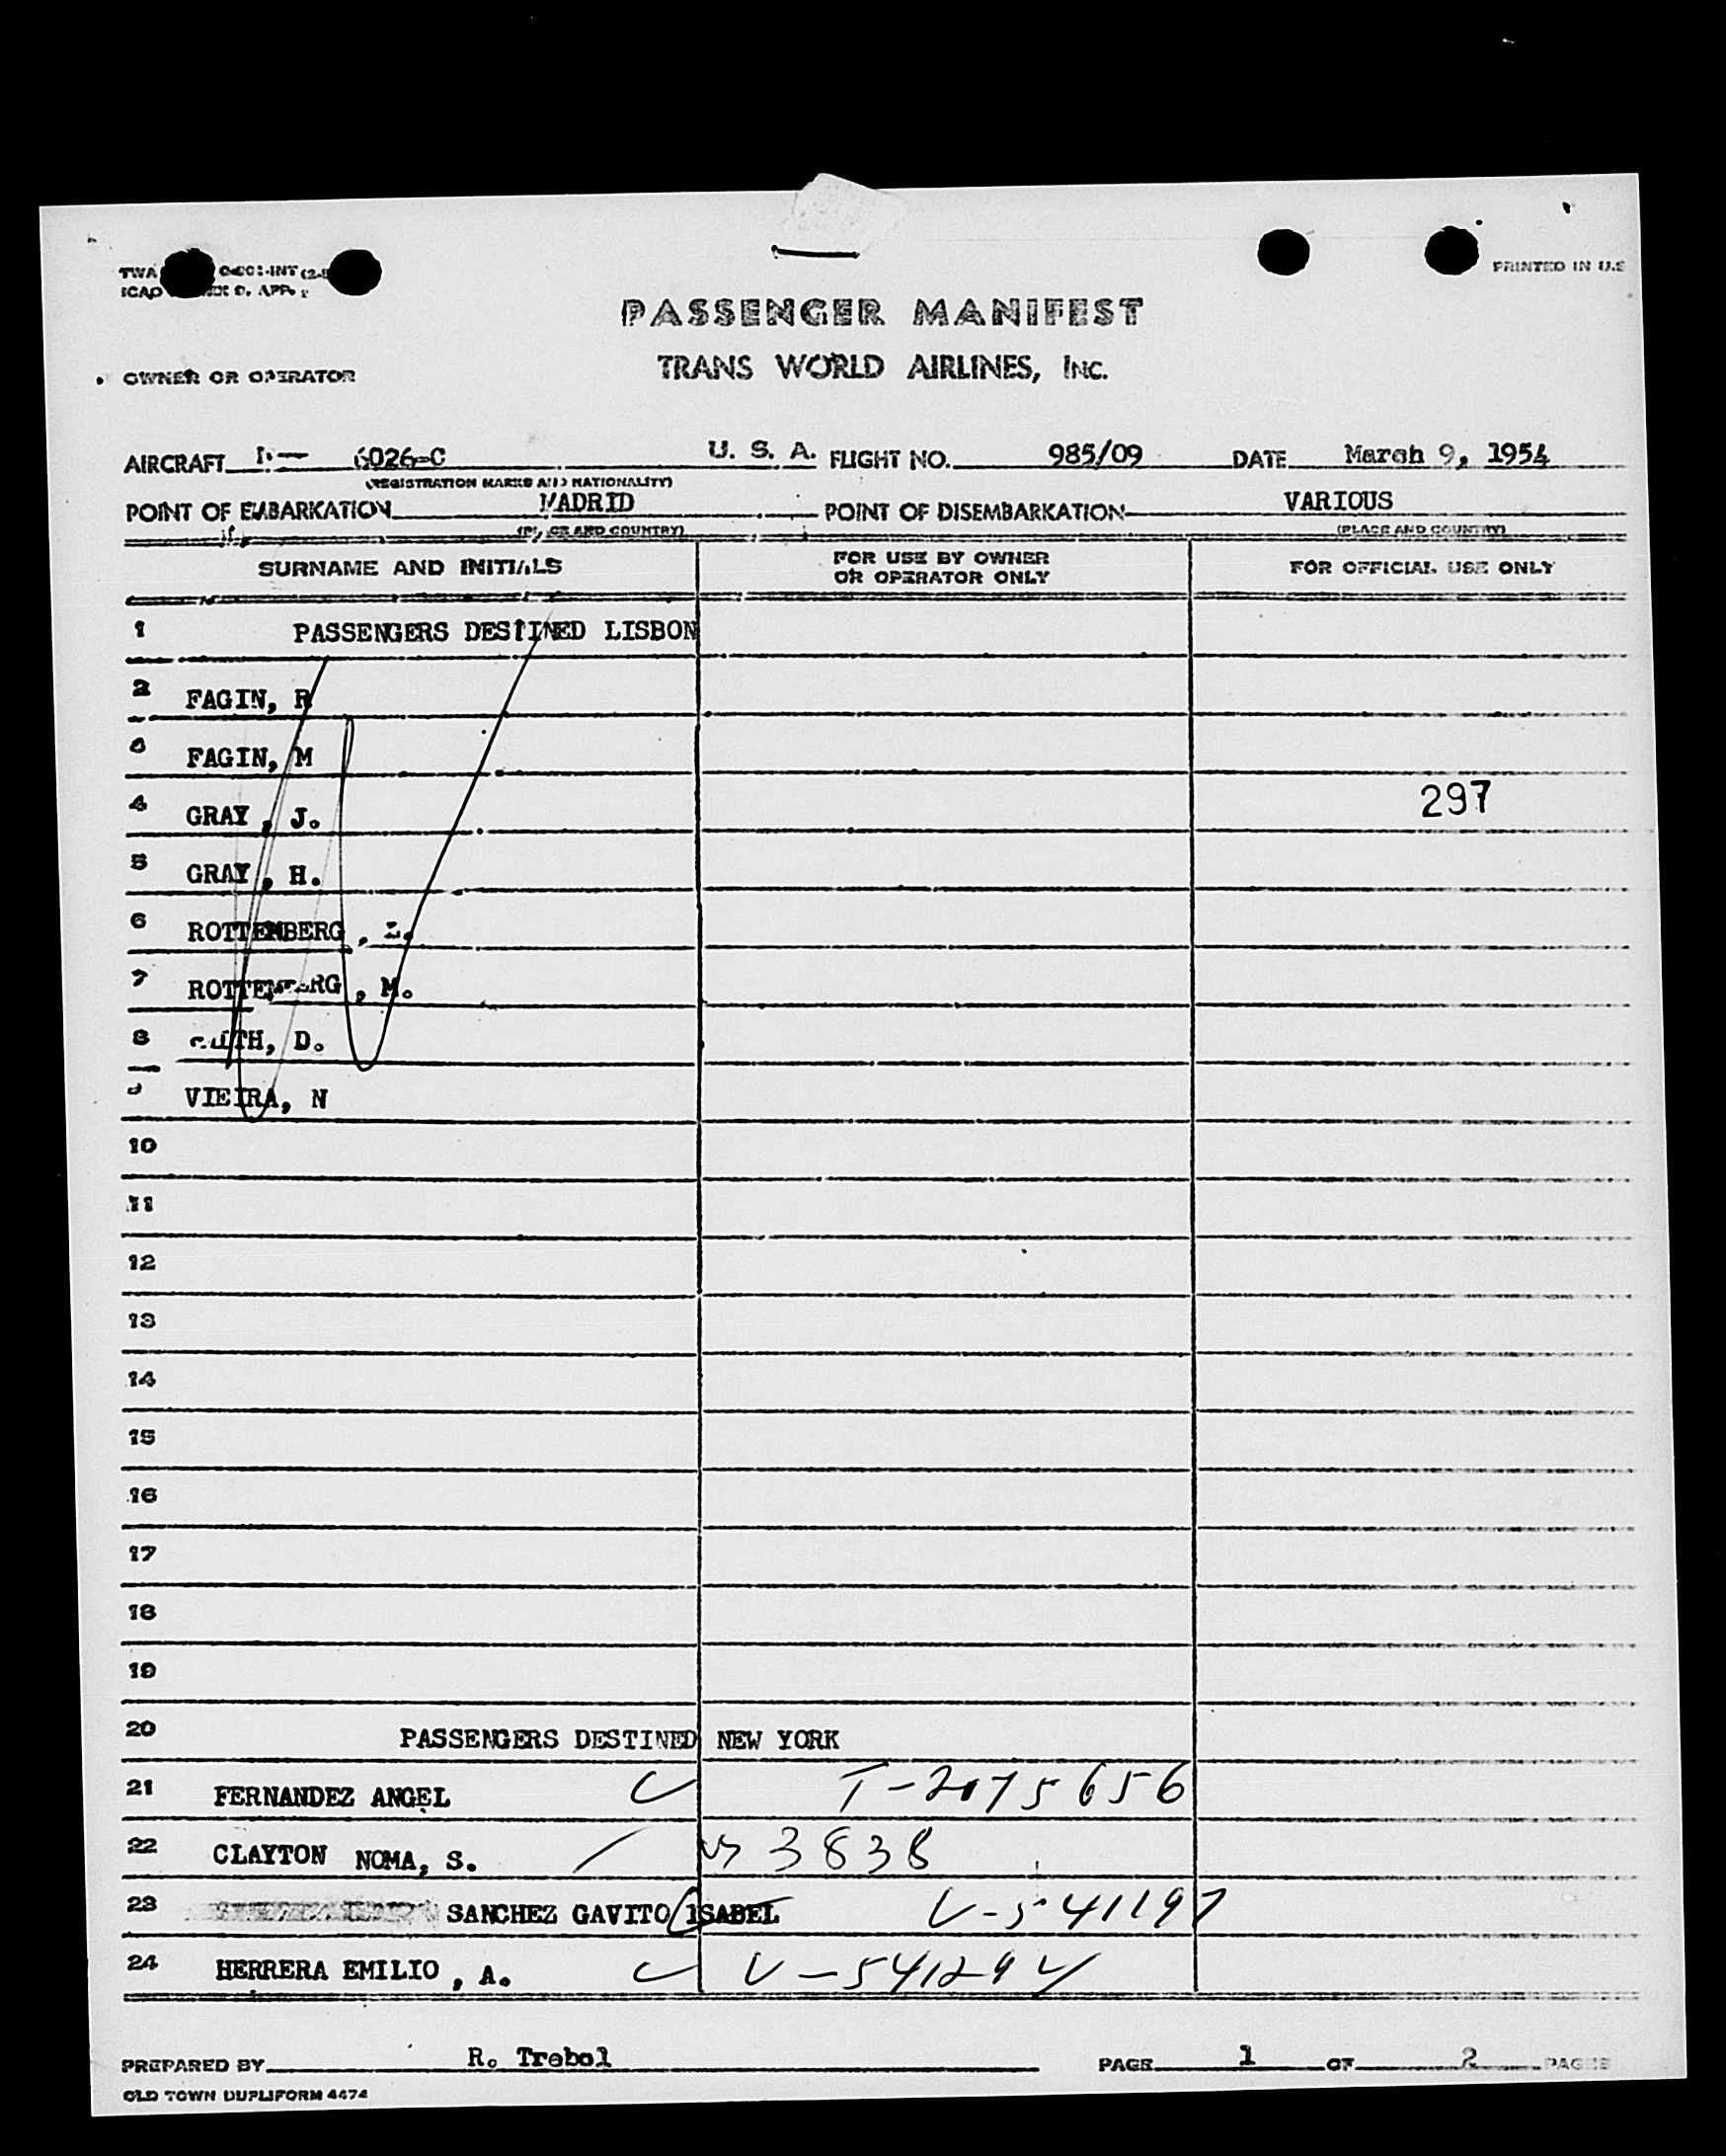 PRINTED IN U.S
PASSENGER MANIFEST
TRANS WORLD AIRLINES, INC.
OWNER OR OPERATOR
AIRCRAFT 6026-C U. S. A. FLIGHT NO. 985/09 DATE March 9, 1954
(REGISTRATION MARKS AND NATIONALITY)
POINT OF EMBARKATION MADRID POINT OF DISEMBARKATION VARIOUS
(PLACE AND COUNTRY) (PLACE AND COUNTRY)
SURNAME AND INITIALS FOR USE BY OWNER OR OPERATOR ONLY FOR OFFICIAL USE ONLY
1 PASSENGERS DESTINED LISBON
2 FAGIN, R
3 FAGIN, M
4 GRAY , J. 297
5 GRAY , H.
6 ROTTENBERG ,
7 ROTTENBERG , M.
8 D.
9 VIEIRA, N
10
11
12
13
14
15
16
17
18
19
20 PASSENGERS DESTINED NEW YORK
21 FERNANDEZ ANGEL T-2075656
22 CLAYTON NOMA, S. 3838
23 SANCHEZ GAVITO ISABEL V-541197
24 HERRERA EMILIO , A.
PREPARED BY R. Trebol PAGE 1 OF 2 PAGES
OLD TOWN DUPLIFORM 4474